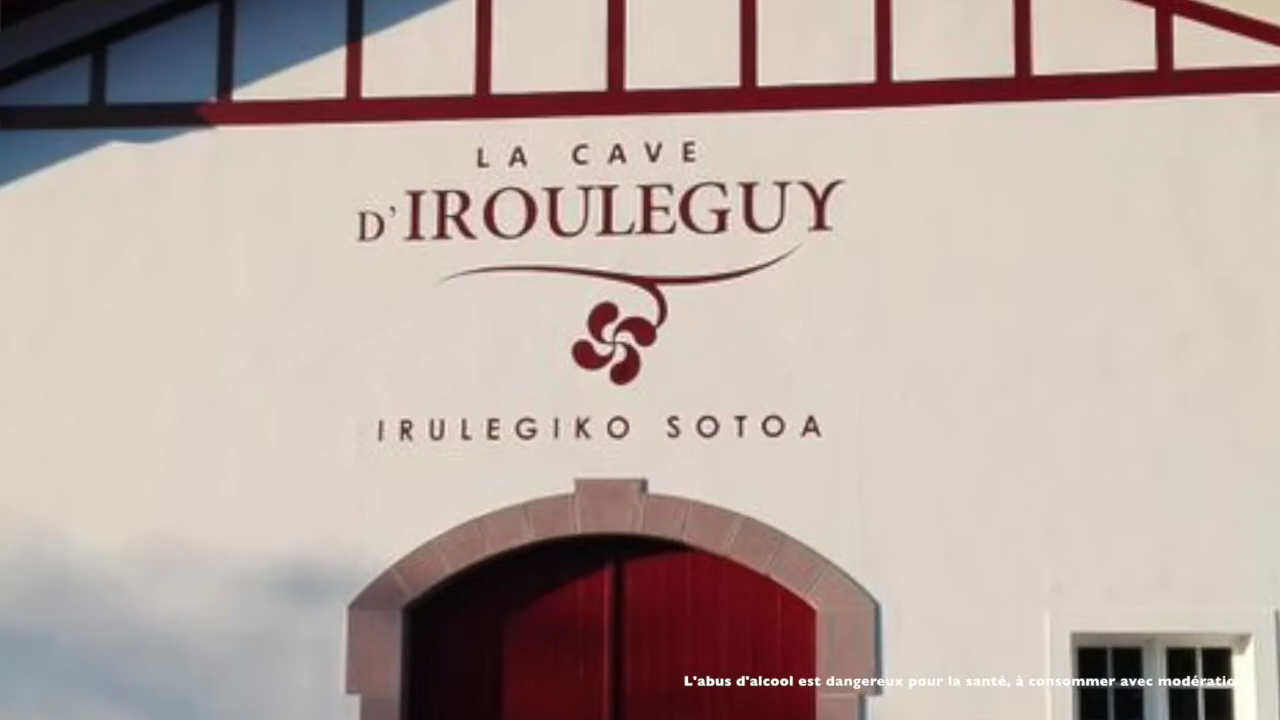 LA CAVE
D'IROULEGUY
IRULEGIKO SOTOA
L'abus d'alcool est dangereux pour la santé, à consommer avec modération